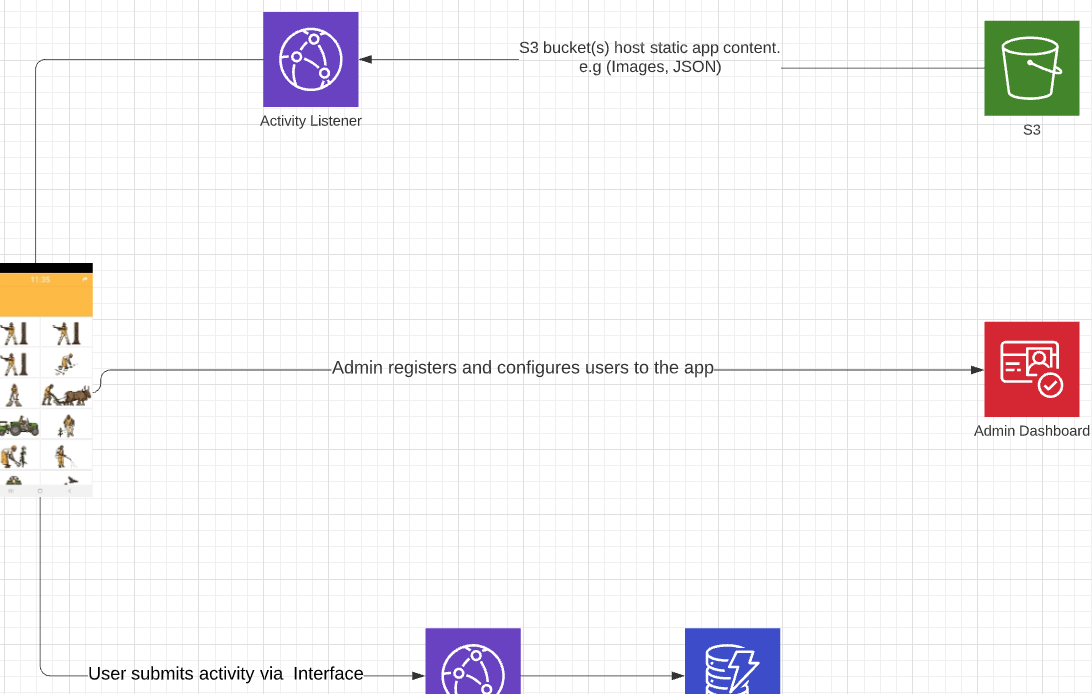 S3 bucket(s) host static app content.
e.g (Images, JSON)
Activity Listener
S3
11:35
Admin registers and configures users to the app
Admin Dashboard
User submits activity via  Interface